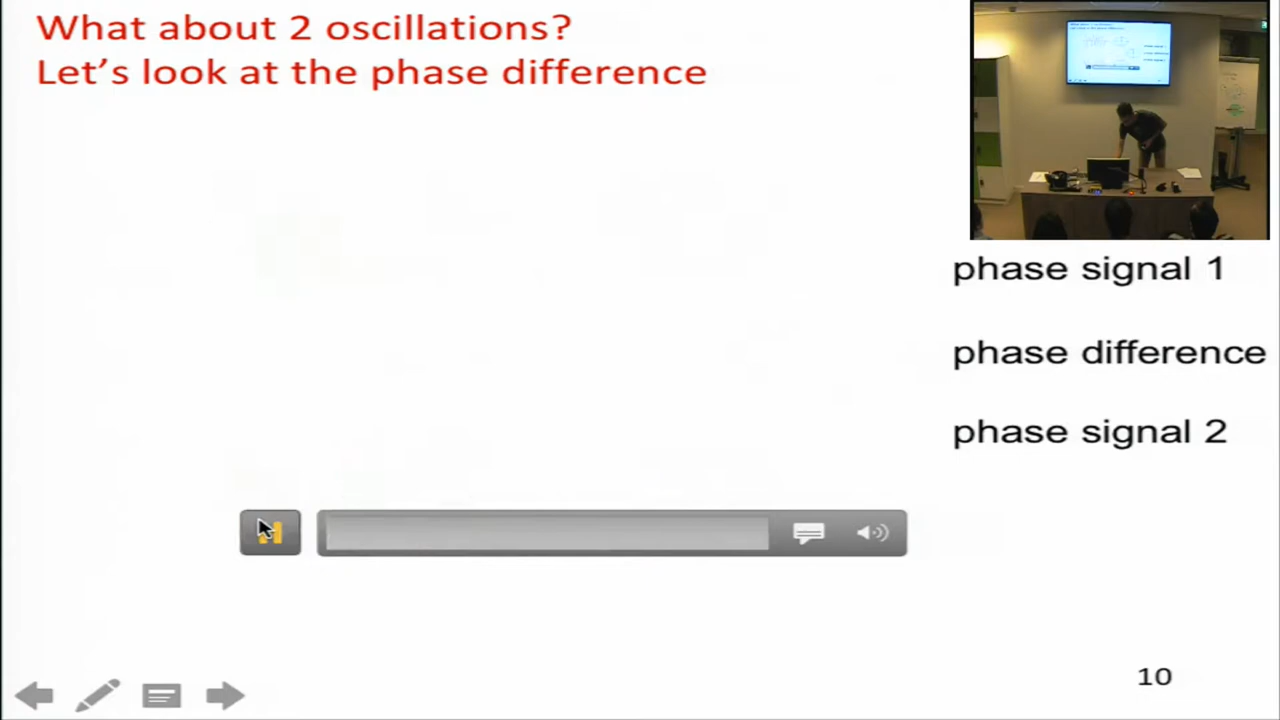 What about 2 oscillations?
Let’s look at the phase difference
phase signal 1
phase difference
phase signal 2
10